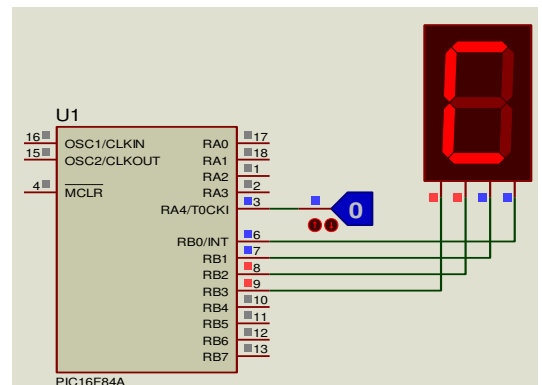 U1
16 OSC1/CLKIN RA0 17
15 OSC2/CLKOUT RA1 18
RA2 1
4 MCLR RA3 2
RA4/T0CKI 3 0
RB0/INT 6
RB1 7
RB2 8
RB3 9
RB4 10
RB5 11
RB6 12
RB7 13
PIC16F84A